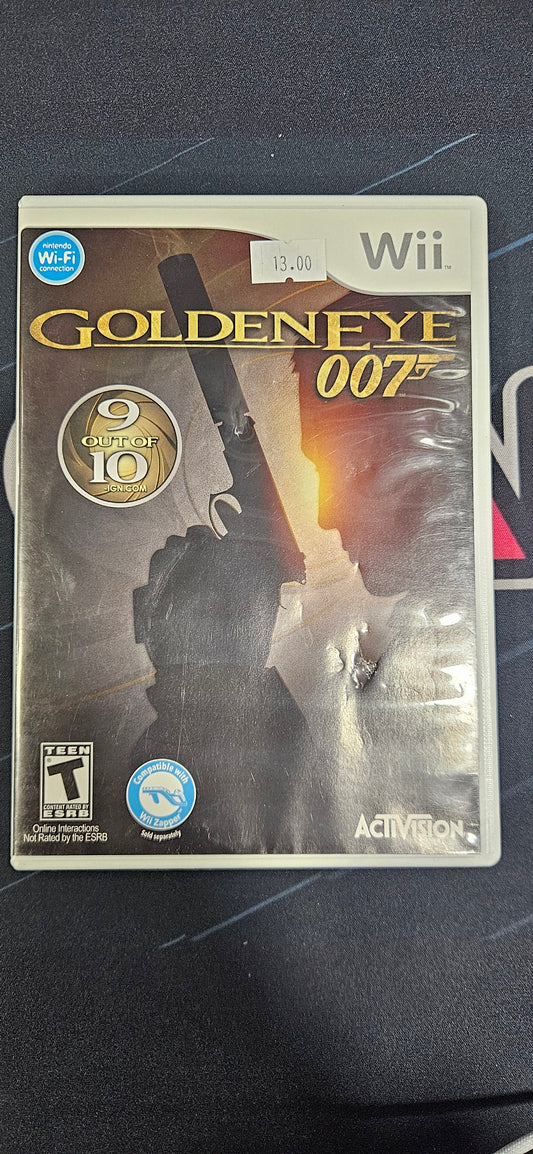 nintendo
Wi-Fi
connection
13.00
Wii
GOLDENEYE
007
9
OUT OF
10
-IGN.COM
TEEN
T
CONTENT RATED BY
ESRB
Online Interactions
Not Rated by the ESRB
Compatible with
Wii Zapper
Sold separately
ACTIVISION